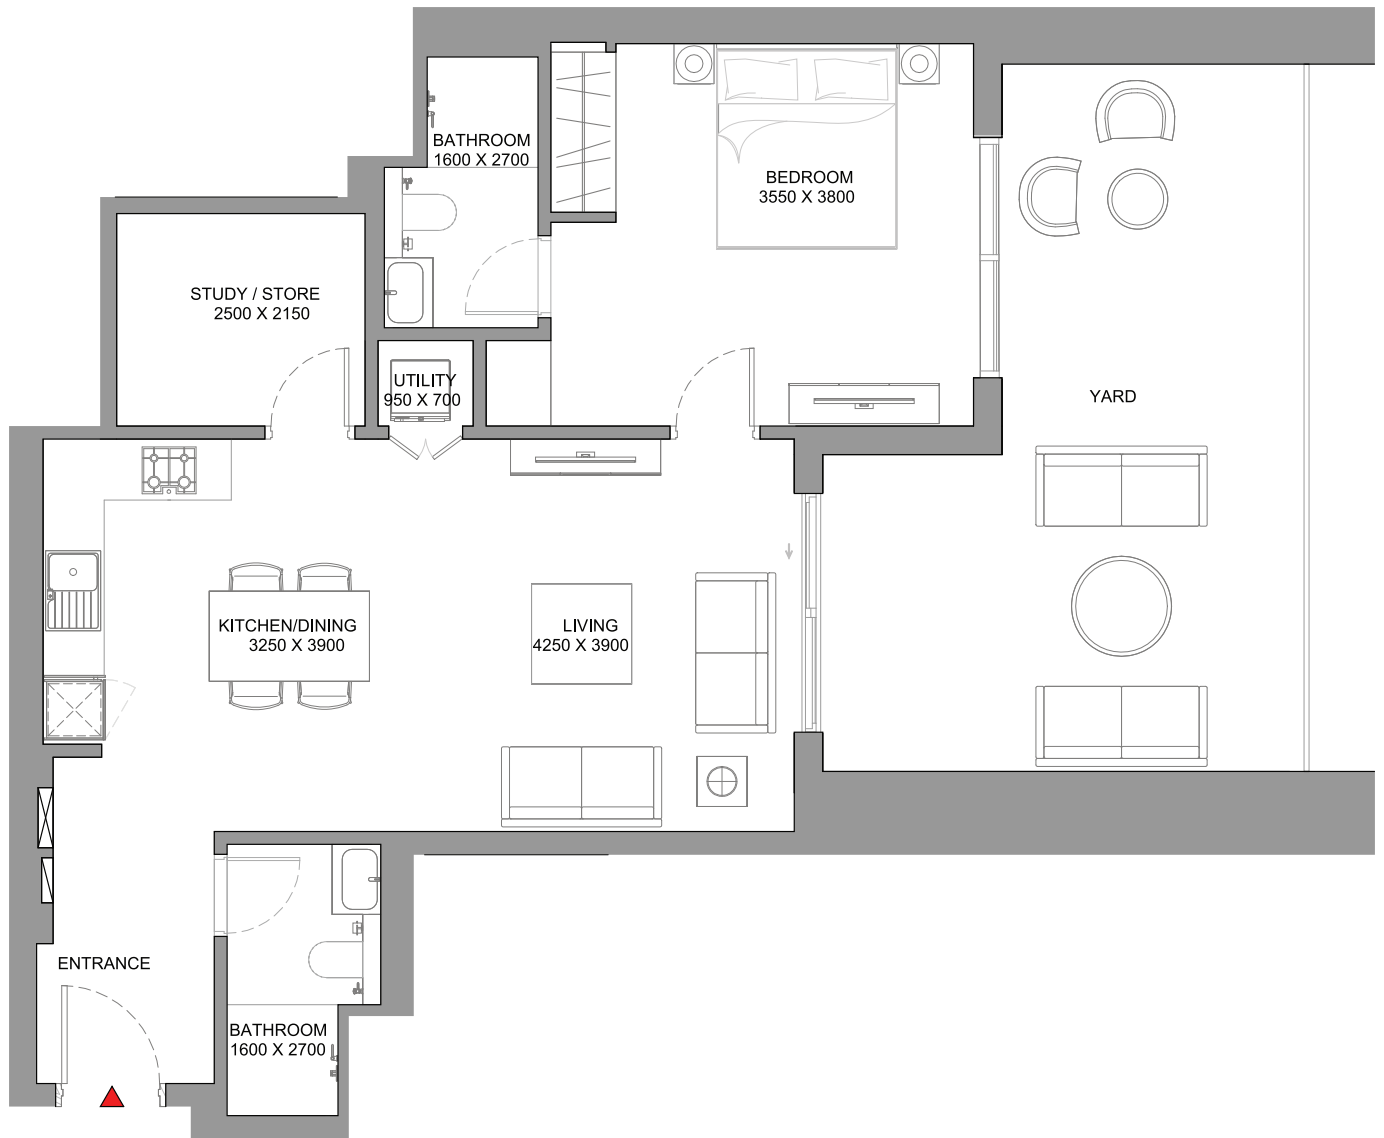 BATHROOM
1600 X 2700
BEDROOM
3550 X 3800
STUDY / STORE
2500 X 2150
UTILITY
950 X 700
YARD
KITCHEN/DINING
3250 X 3900
LIVING
4250 X 3900
ENTRANCE
BATHROOM
1600 X 2700